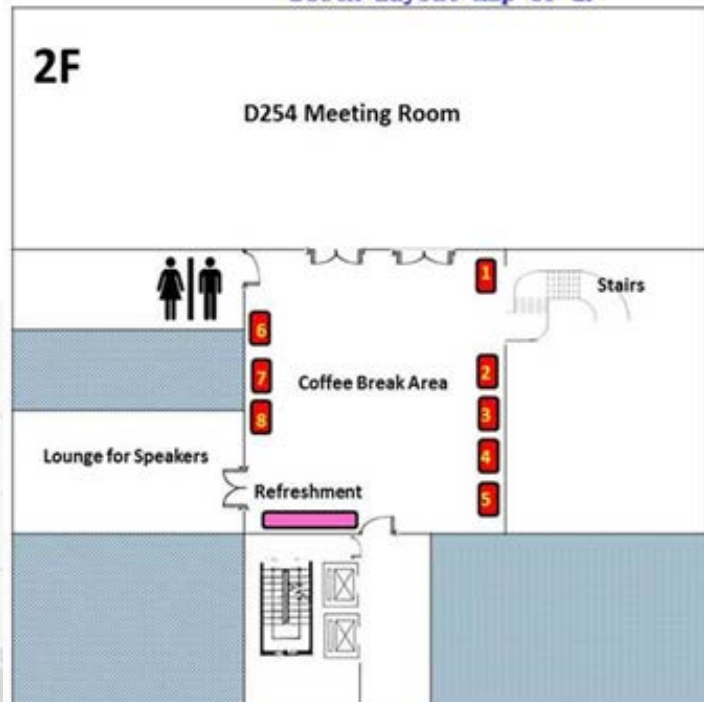 2F
D254 Meeting Room
1
Stairs
6
2
7
Coffee Break Area
3
8
4
Lounge for Speakers
5
Refreshment